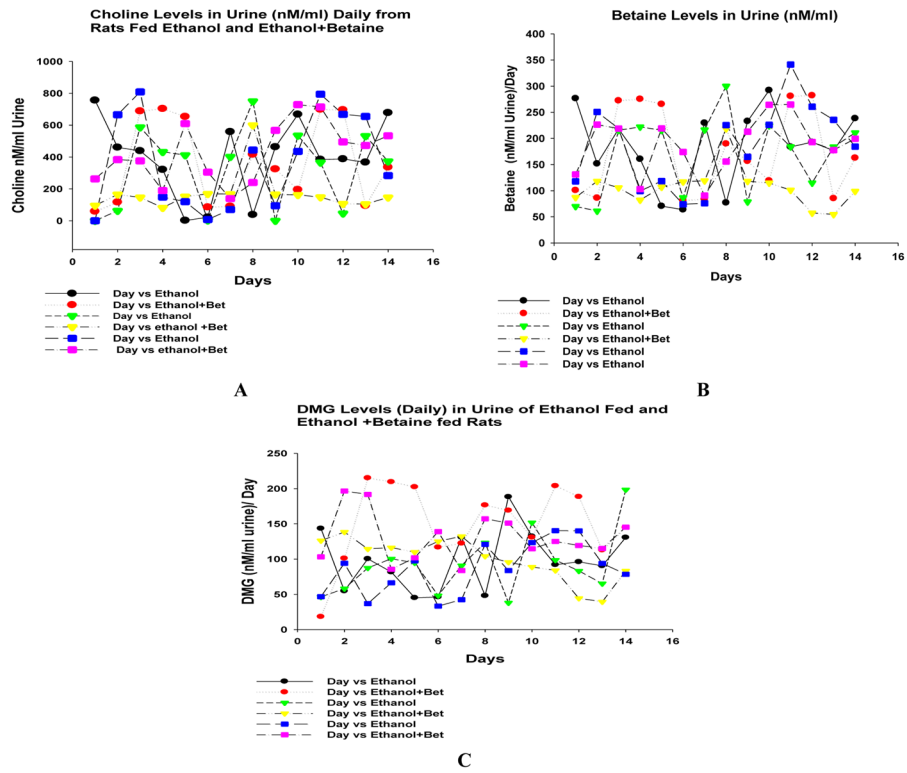 Choline Levels in Urine (nM/ml) Daily from
Rats Fed Ethanol and Ethanol+Betaine
Choline nM/ml Urine
1000
800
600
400
200
0
0 2 4 6 8 10 12 14 16
Days
Day vs Ethanol
Day vs Ethanol+Bet
Day vs Ethanol
Day vs ethanol +Bet
Day vs Ethanol
Day vs ethanol+Bet
A
Betaine Levels in Urine (nM/ml)
Betaine (nM/ml Urine)/Day
400
350
300
250
200
150
100
50
0
0 2 4 6 8 10 12 14 16
Days
Day vs Ethanol
Day vs Ethanol+Bet
Day vs Ethanol
Day vs Ethanol+Bet
Day vs Ethanol
Day vs Ethanol
B
DMG Levels (Daily) in Urine of Ethanol Fed and
Ethanol +Betaine fed Rats
DMG (nM/ml urine)/ Day
250
200
150
100
50
0
0 2 4 6 8 10 12 14 16
Days
Day vs Ethanol
Day vs Ethanol+Bet
Day vs Ethanol
Day vs Ethanol+Bet
Day vs Ethanol
Day vs Ethanol+Bet
C